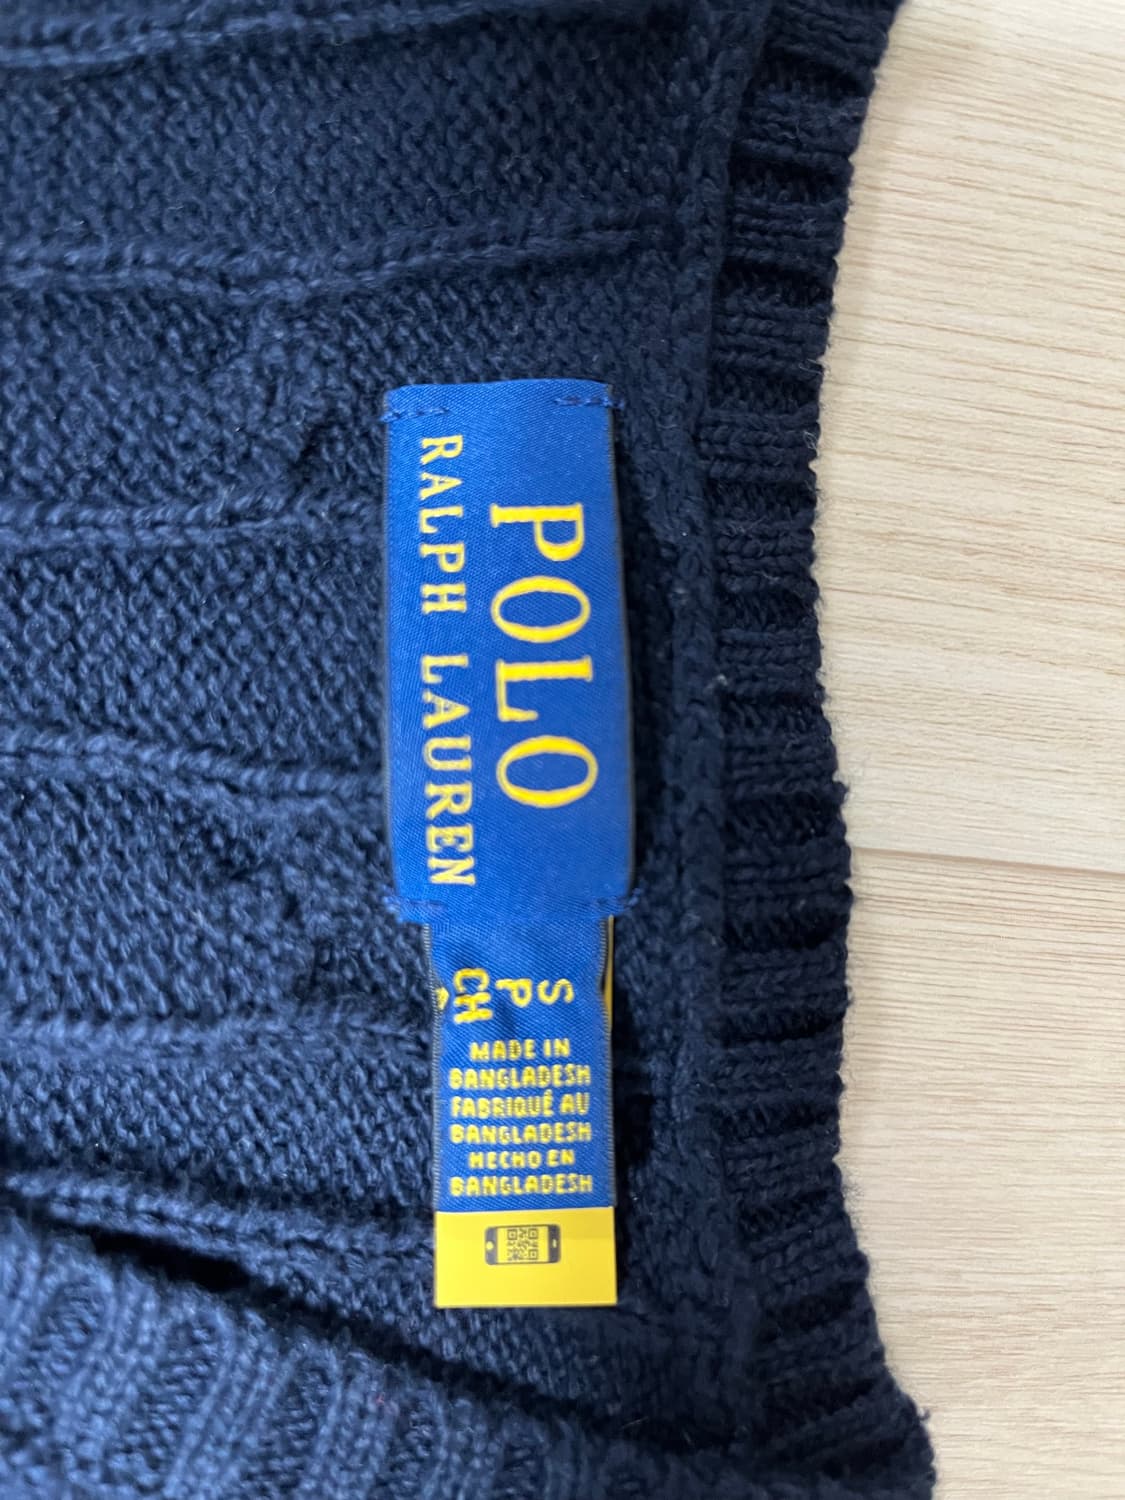 POLO
RALPH LAUREN
S
P
CH
MADE IN
BANGLADESH
FABRIQUÉ AU
BANGLADESH
HECHO EN
BANGLADESH